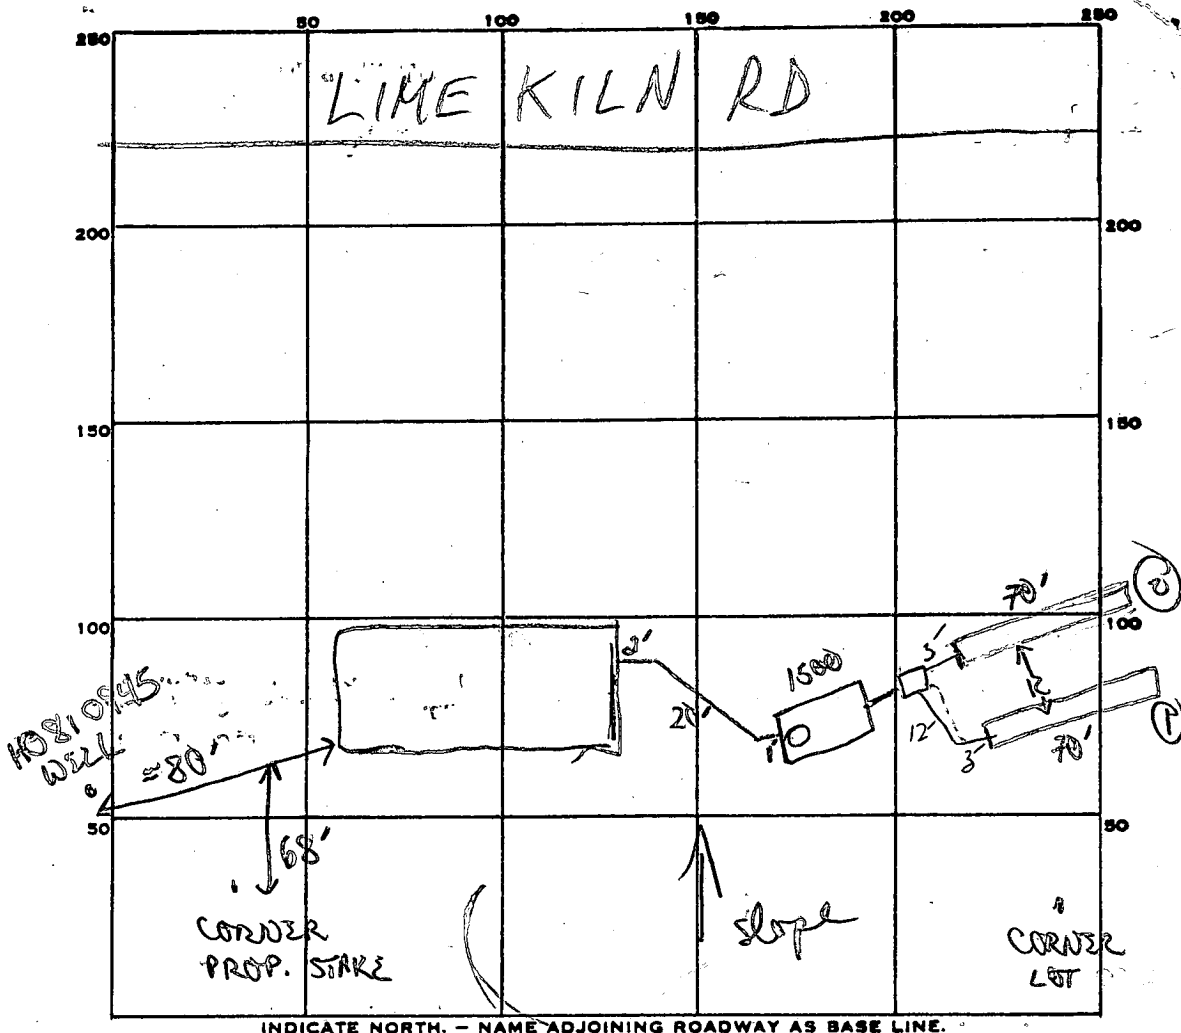 50 100 150 200 250
250
LIME KILN RD
200 200
150 150
100 100
70'
2'
1500
5'
12
20'
1'
12'
3'
70'
2
1
HO810945
WELL
≈80'
50 50
68'
slope
CORNER
PROP. STAKE
CORNER
LOT
INDICATE NORTH. – NAME ADJOINING ROADWAY AS BASE LINE.